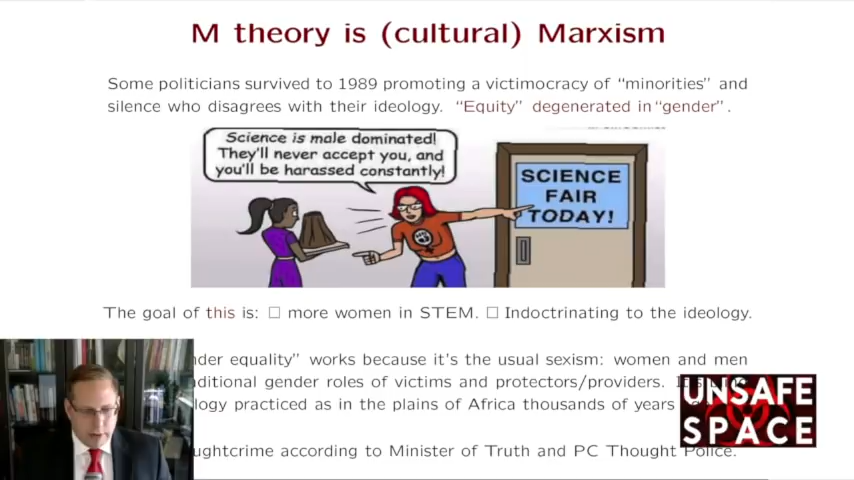 M theory is (cultural) Marxism
Some politicians survived to 1989 promoting a victimocracy of “minorities” and
silence who disagrees with their ideology. “Equity” degenerated in “gender”.
Science is male dominated!
They'll never accept you, and
you'll be harassed constantly!
SCIENCE
FAIR
TODAY!
The goal of this is: □ more women in STEM. □ Indoctrinating to the ideology.
equality” works because it's the usual sexism: women and men
gender roles of victims and protectors/providers.
practiced as in the plains of Africa thousands of years
UNSAFE
SPACE
according to Minister of Truth and PC Thought Police.